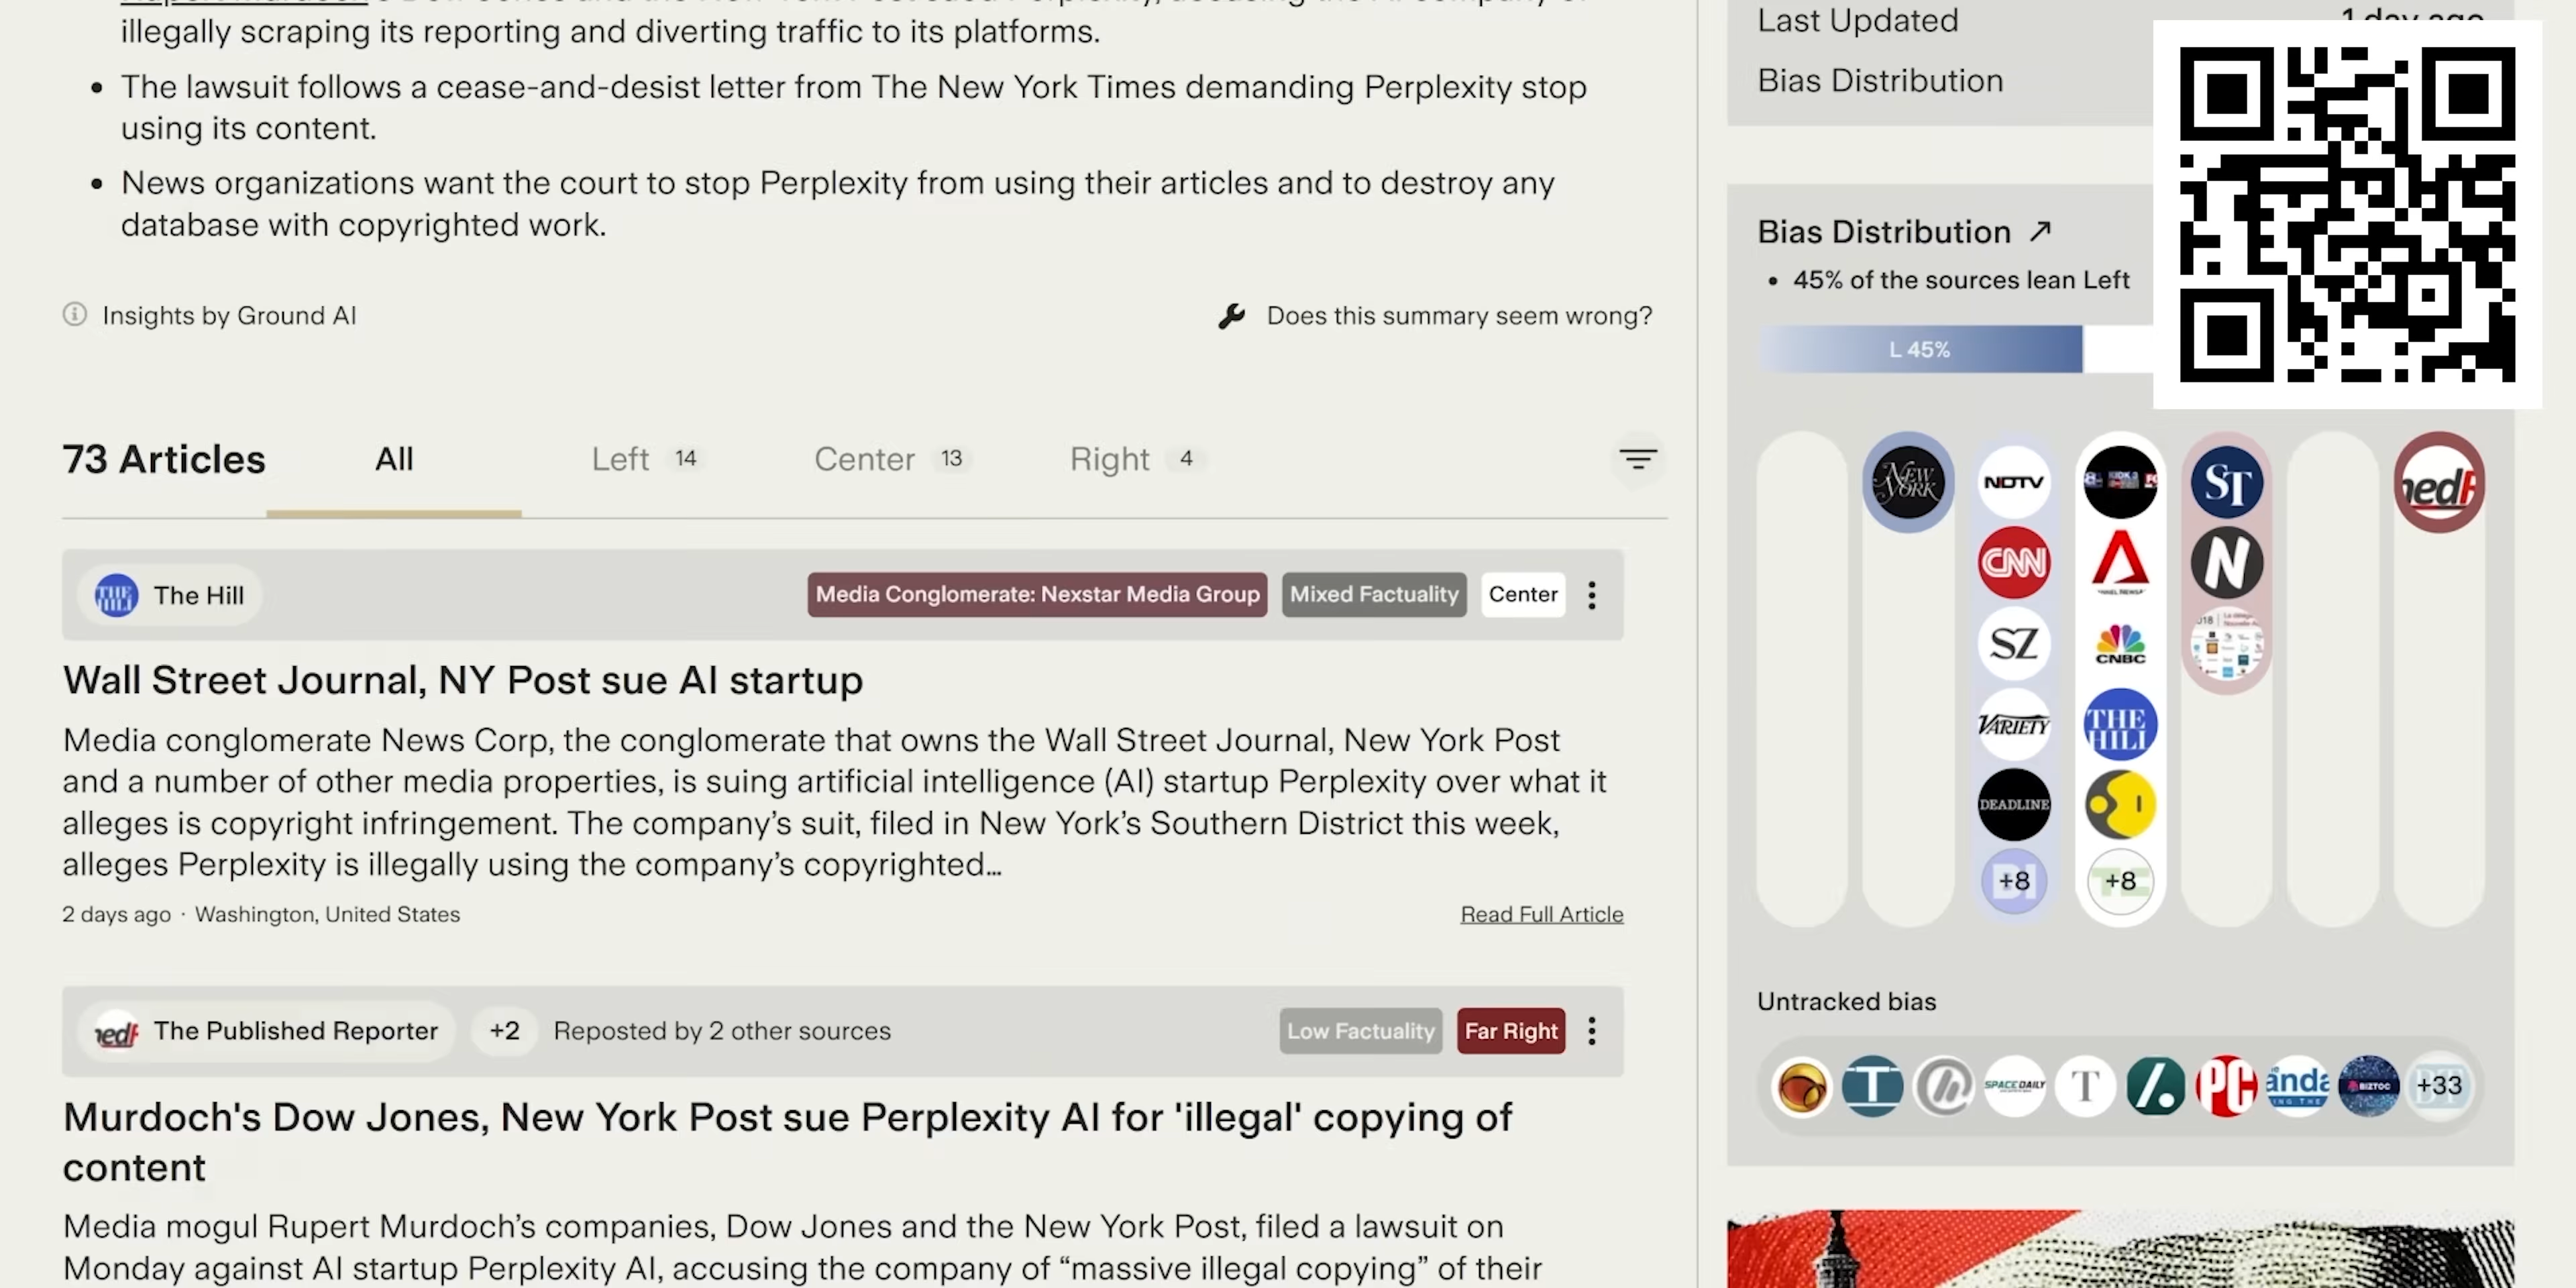 illegally scraping its reporting and diverting traffic to its platforms.
• The lawsuit follows a cease-and-desist letter from The New York Times demanding Perplexity stop
using its content.
• News organizations want the court to stop Perplexity from using their articles and to destroy any
database with copyrighted work.
Insights by Ground AI
Does this summary seem wrong?
73 Articles
All
Left 14
Center 13
Right 4
The Hill
Media Conglomerate: Nexstar Media Group
Mixed Factuality
Center
Wall Street Journal, NY Post sue AI startup
Media conglomerate News Corp, the conglomerate that owns the Wall Street Journal, New York Post
and a number of other media properties, is suing artificial intelligence (AI) startup Perplexity over what it
alleges is copyright infringement. The company’s suit, filed in New York’s Southern District this week,
alleges Perplexity is illegally using the company’s copyrighted…
2 days ago · Washington, United States
Read Full Article
The Published Reporter
+2
Reposted by 2 other sources
Low Factuality
Far Right
Murdoch's Dow Jones, New York Post sue Perplexity AI for 'illegal' copying of
content
Media mogul Rupert Murdoch’s companies, Dow Jones and the New York Post, filed a lawsuit on
Monday against AI startup Perplexity AI, accusing the company of “massive illegal copying” of their
Last Updated
1 day ago
Bias Distribution
Bias Distribution ↗
• 45% of the sources lean Left
L 45%
NEW YORK
NDTV
ST
CNN
N
SZ
CNBC
VARIETY
THE HILL
DEADLINE
+8
+8
Untracked bias
T
SPACE DAILY
T
PC
anda
BIZTOC
+33